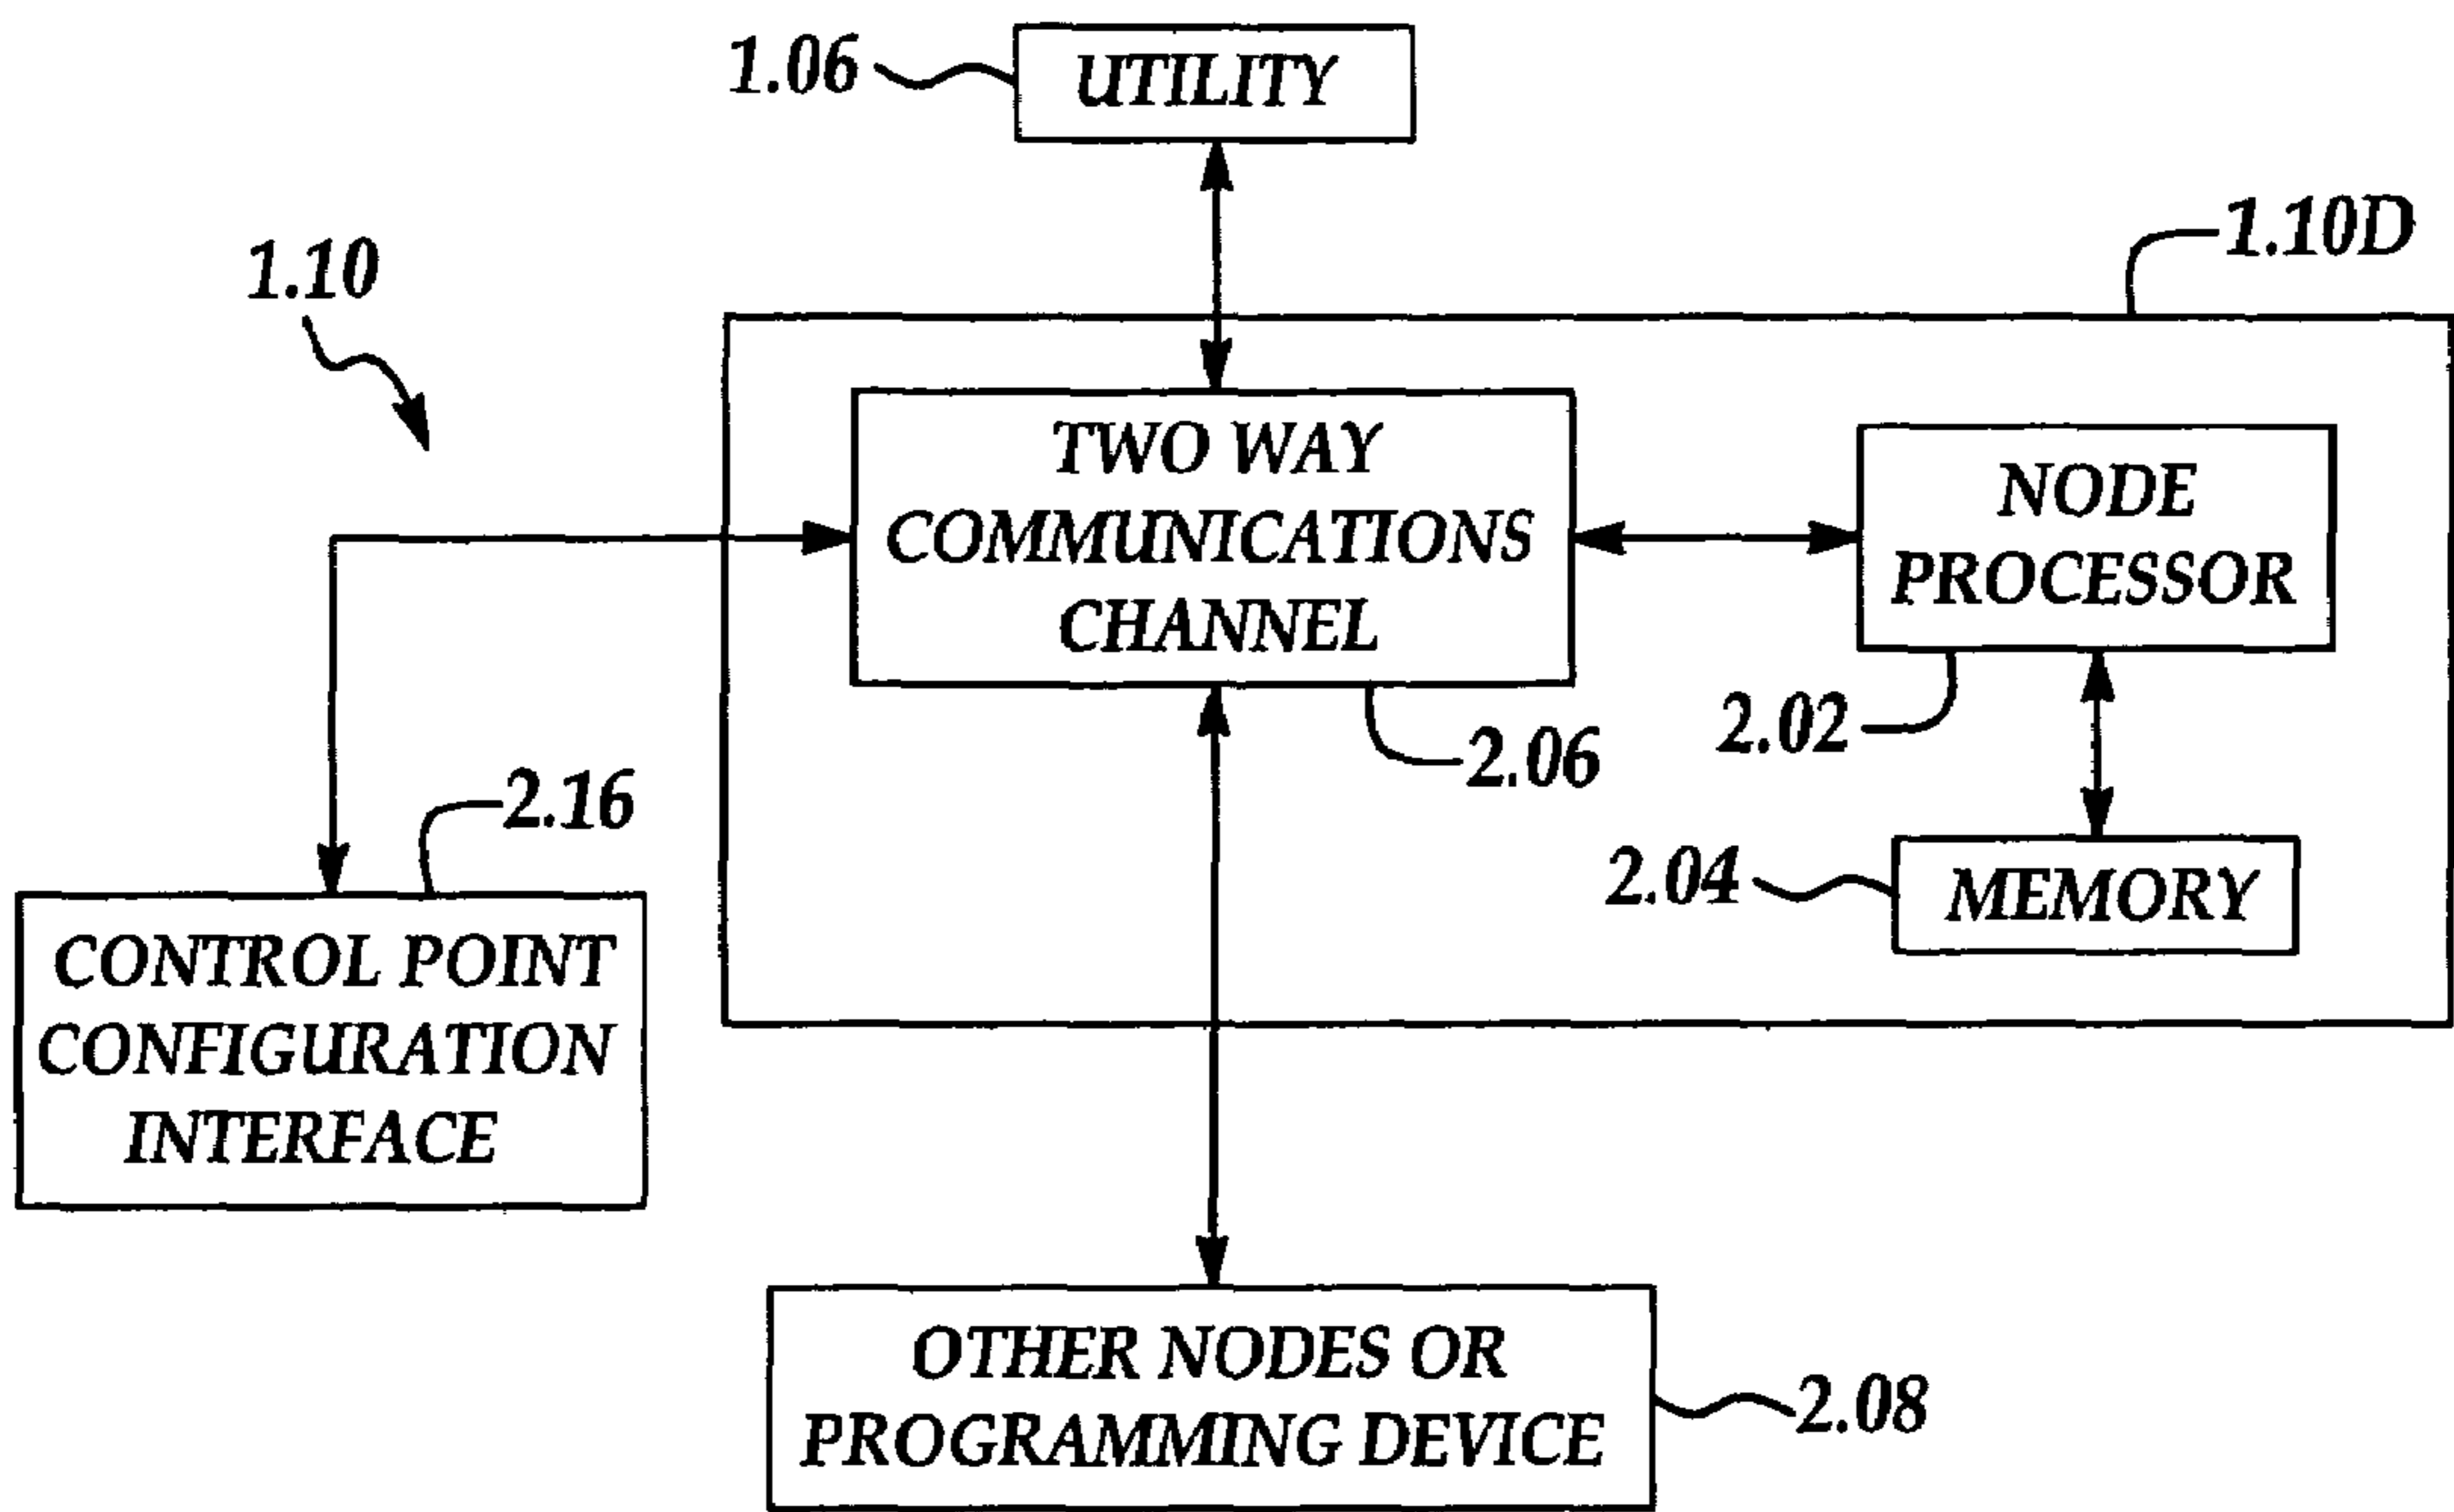 1.06
UTILITY
1.10
1.10D
TWO WAY
COMMUNICATIONS
CHANNEL
NODE
PROCESSOR
2.02
2.06
2.16
2.04
MEMORY
CONTROL POINT
CONFIGURATION
INTERFACE
OTHER NODES OR
PROGRAMMING DEVICE
2.08